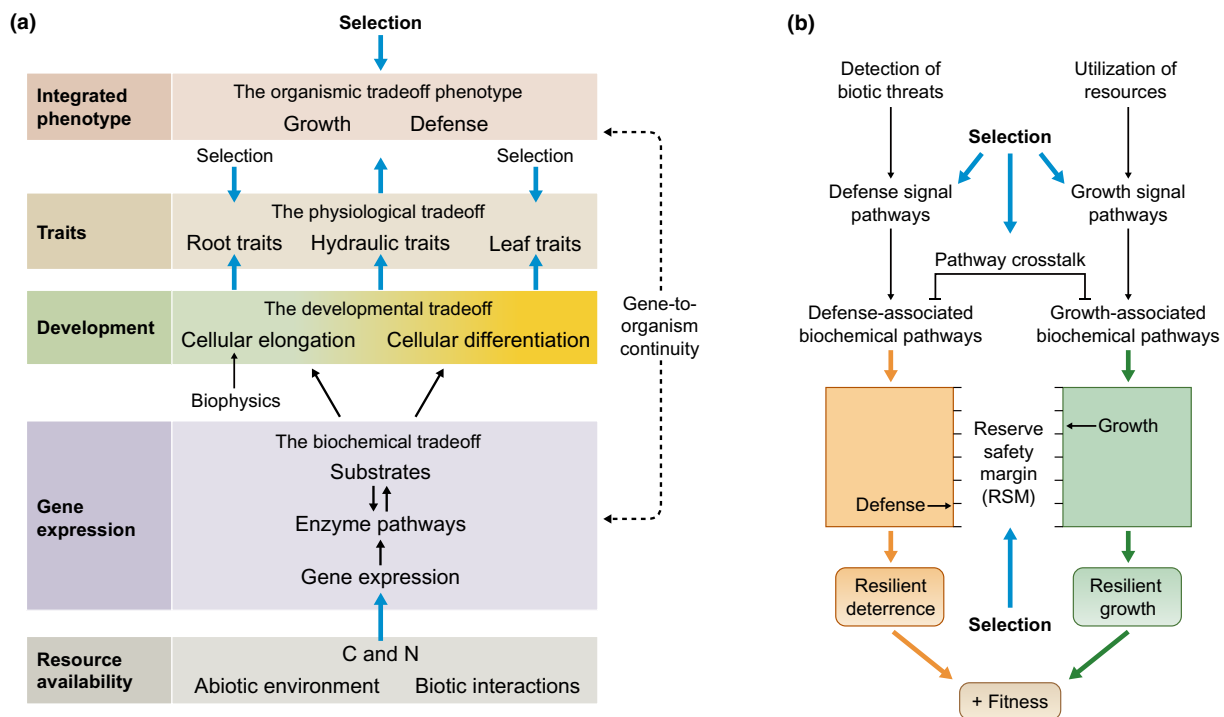 (a)
Selection
Integrated
phenotype
The organismic tradeoff phenotype
Growth Defense
Selection Selection
Traits
The physiological tradeoff
Root traits Hydraulic traits Leaf traits
Development
The developmental tradeoff
Cellular elongation Cellular differentiation
Biophysics
Gene
expression
The biochemical tradeoff
Substrates
Enzyme pathways
Gene expression
Resource
availability
C and N
Abiotic environment Biotic interactions
Gene-to-
organism
continuity
(b)
Detection of
biotic threats
Utilization of
resources
Selection
Defense signal
pathways
Growth signal
pathways
Pathway crosstalk
Defense-associated
biochemical pathways
Growth-associated
biochemical pathways
Reserve
safety
margin
(RSM)
Growth
Defense
Resilient
deterrence
Selection
Resilient
growth
+ Fitness